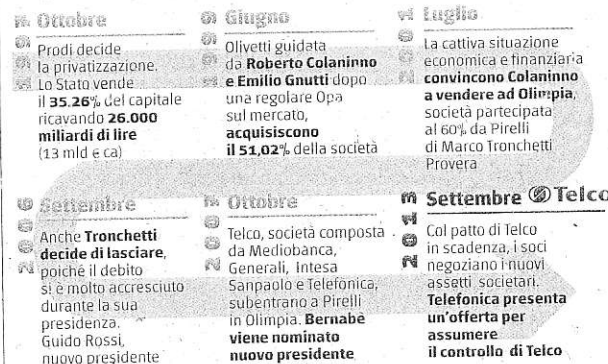 Ottobre
Prodi decide
la privatizzazione.
Lo Stato vende
il 35.26% del capitale
ricavando 26.000
miliardi di lire
(13 mld € ca)
Giugno
Olivetti guidata
da Roberto Colaninno
e Emilio Gnutti dopo
una regolare Opa
sul mercato,
acquisiscono
il 51,02% della società
Luglio
La cattiva situazione
economica e finanziaria
convincono Colaninno
a vendere ad Olimpia,
società partecipata
al 60% da Pirelli
di Marco Tronchetti
Provera
Settembre
Anche Tronchetti
decide di lasciare,
poiché il debito
si è molto accresciuto
durante la sua
presidenza.
Guido Rossi,
nuovo presidente
Ottobre
Telco, società composta
da Mediobanca,
Generali, Intesa
Sanpaolo e Telefònica,
subentrano a Pirelli
in Olimpia. Bernabè
viene nominato
nuovo presidente
Settembre Telco
Col patto di Telco
in scadenza, i soci
negoziano i nuovi
assetti societari.
Telefonica presenta
un'offerta per
assumere
il controllo di Telco